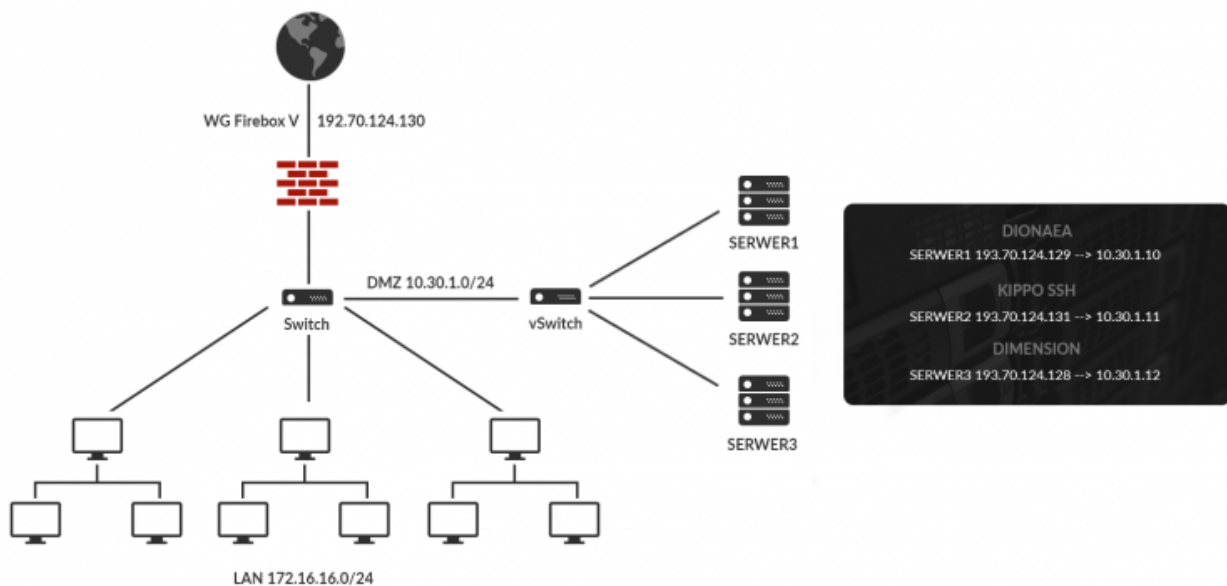 WG Firebox V 192.70.124.130
SERWER1
DMZ 10.30.1.0/24
Switch
vSwitch
SERWER2
SERWER3
LAN 172.16.16.0/24
DIONAEA
SERWER1 193.70.124.129 --> 10.30.1.10
KIPPO SSH
SERWER2 193.70.124.131 --> 10.30.1.11
DIMENSION
SERWER3 193.70.124.128 --> 10.30.1.12